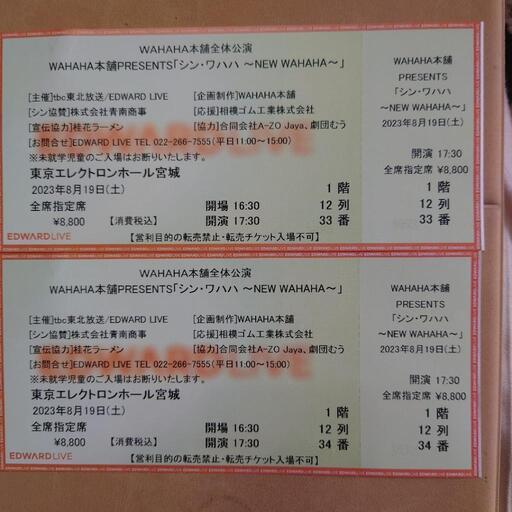 WAHAHA本舗全体公演
WAHAHA本舗PRESENTS「シン・ワハハ ～NEW WAHAHA～」
[主催]tbc東北放送/EDWARD LIVE [企画制作]WAHAHA本舗
[シン協賛]株式会社青南商事 [応援]相模ゴム工業株式会社
[宣伝協力]桂花ラーメン [協力]合同会社A-ZO Jaya、劇団むう
[お問合せ]EDWARD LIVE TEL 022-266-7555(平日11:00～15:00)
※未就学児童のご入場はお断りいたします。
東京エレクトロンホール宮城 1階
2023年8月19日(土) 開場 16:30 12列
全席指定席 ¥8,800 【消費税込】 開演 17:30 33番
EDWARD LIVE 【営利目的の転売禁止・転売チケット入場不可】
WAHAHA本舗
PRESENTS
「シン・ワハハ
～NEW WAHAHA～」
2023年8月19日(土)
開演 17:30
全席指定席 ¥8,800
1階
12列
33番
WAHAHA本舗全体公演
WAHAHA本舗PRESENTS「シン・ワハハ ～NEW WAHAHA～」
[主催]tbc東北放送/EDWARD LIVE [企画制作]WAHAHA本舗
[シン協賛]株式会社青南商事 [応援]相模ゴム工業株式会社
[宣伝協力]桂花ラーメン [協力]合同会社A-ZO Jaya、劇団むう
[お問合せ]EDWARD LIVE TEL 022-266-7555(平日11:00～15:00)
※未就学児童のご入場はお断りいたします。
東京エレクトロンホール宮城 1階
2023年8月19日(土) 開場 16:30 12列
全席指定席 ¥8,800 【消費税込】 開演 17:30 34番
EDWARD LIVE 【営利目的の転売禁止・転売チケット入場不可】
WAHAHA本舗
PRESENTS
「シン・ワハハ
～NEW WAHAHA～」
2023年8月19日(土)
開演 17:30
全席指定席 ¥8,800
1階
12列
34番